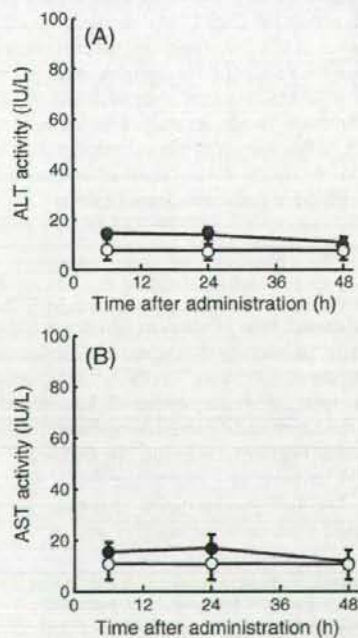 (A)
100
80
60
40
20
0
ALT activity (IU/L)
0 12 24 36 48
Time after administration (h)
(B)
100
80
60
40
20
0
AST activity (IU/L)
0 12 24 36 48
Time after administration (h)